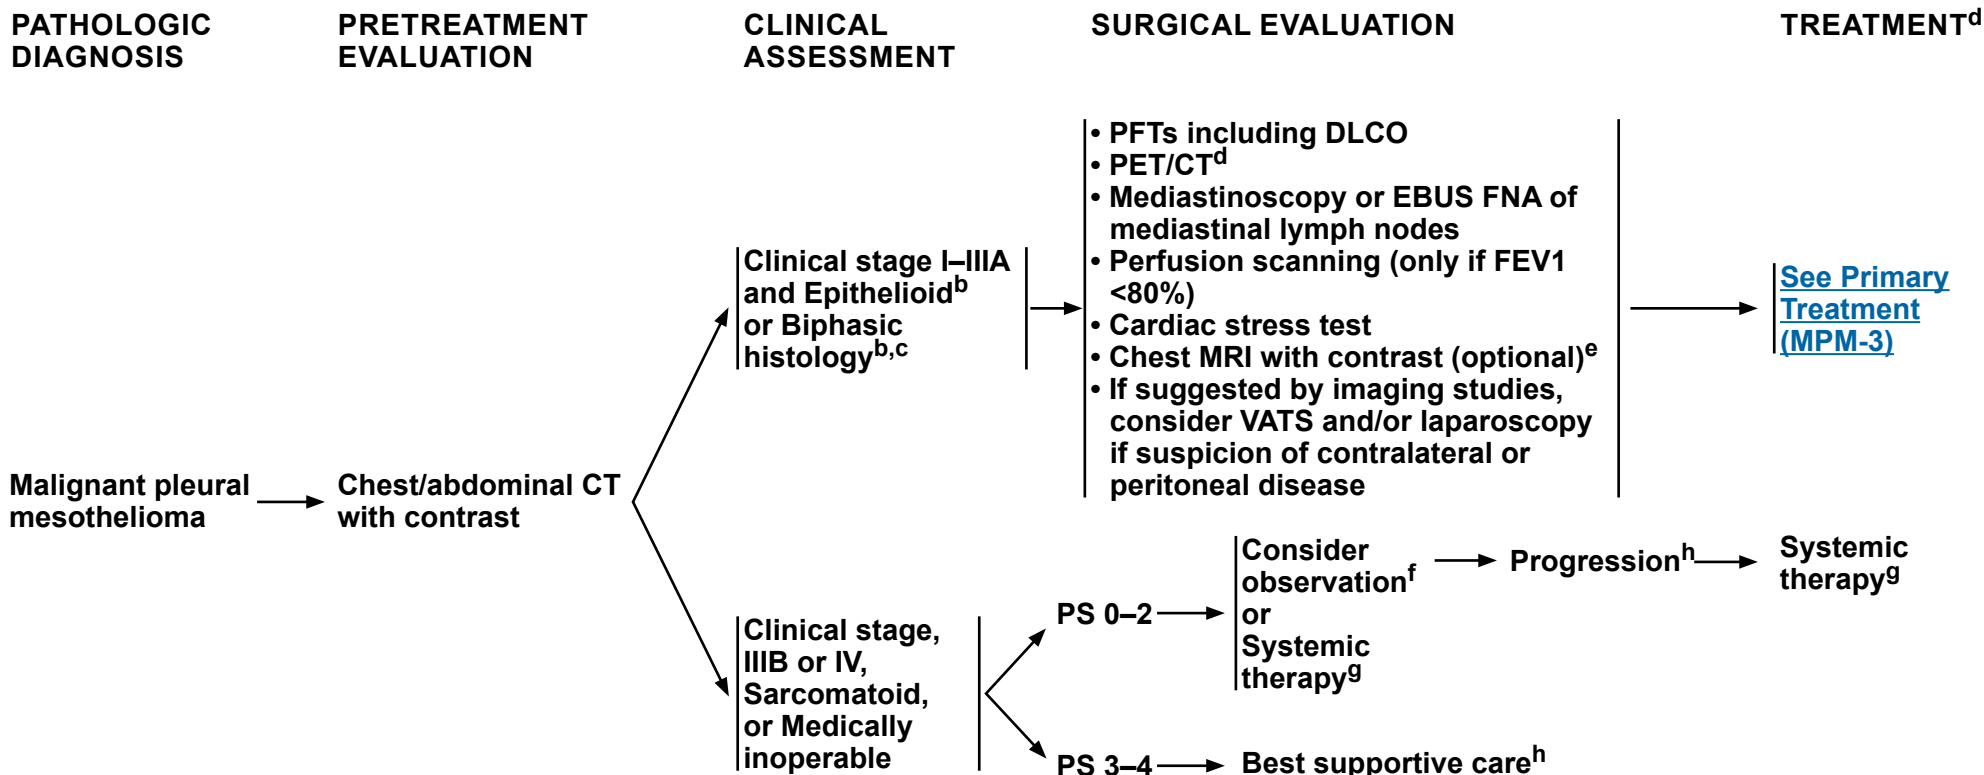 PATHOLOGIC
DIAGNOSIS
PRETREATMENT
EVALUATION
CLINICAL
ASSESSMENT
SURGICAL EVALUATION
TREATMENTd
Malignant pleural
mesothelioma
Chest/abdominal CT
with contrast
Clinical stage I–IIIA
and Epithelioidb
or Biphasic
histologyb,c
• PFTs including DLCO
• PET/CTd
• Mediastinoscopy or EBUS FNA of
mediastinal lymph nodes
• Perfusion scanning (only if FEV1
<80%)
• Cardiac stress test
• Chest MRI with contrast (optional)e
• If suggested by imaging studies,
consider VATS and/or laparoscopy
if suspicion of contralateral or
peritoneal disease
See Primary
Treatment
(MPM-3)
Clinical stage,
IIIB or IV,
Sarcomatoid,
or Medically
inoperable
PS 0–2
Consider
observationf
or
Systemic
therapyg
Progressionh
Systemic
therapyg
PS 3–4
Best supportive careh